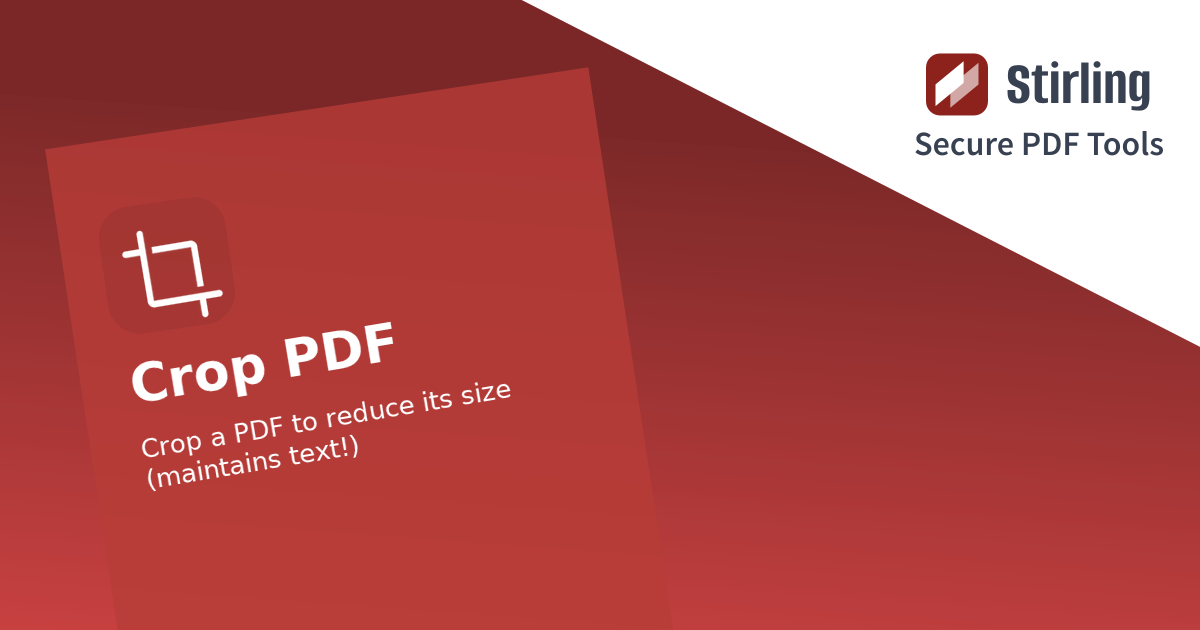 Stirling
Secure PDF Tools
Crop PDF
Crop a PDF to reduce its size
(maintains text!)